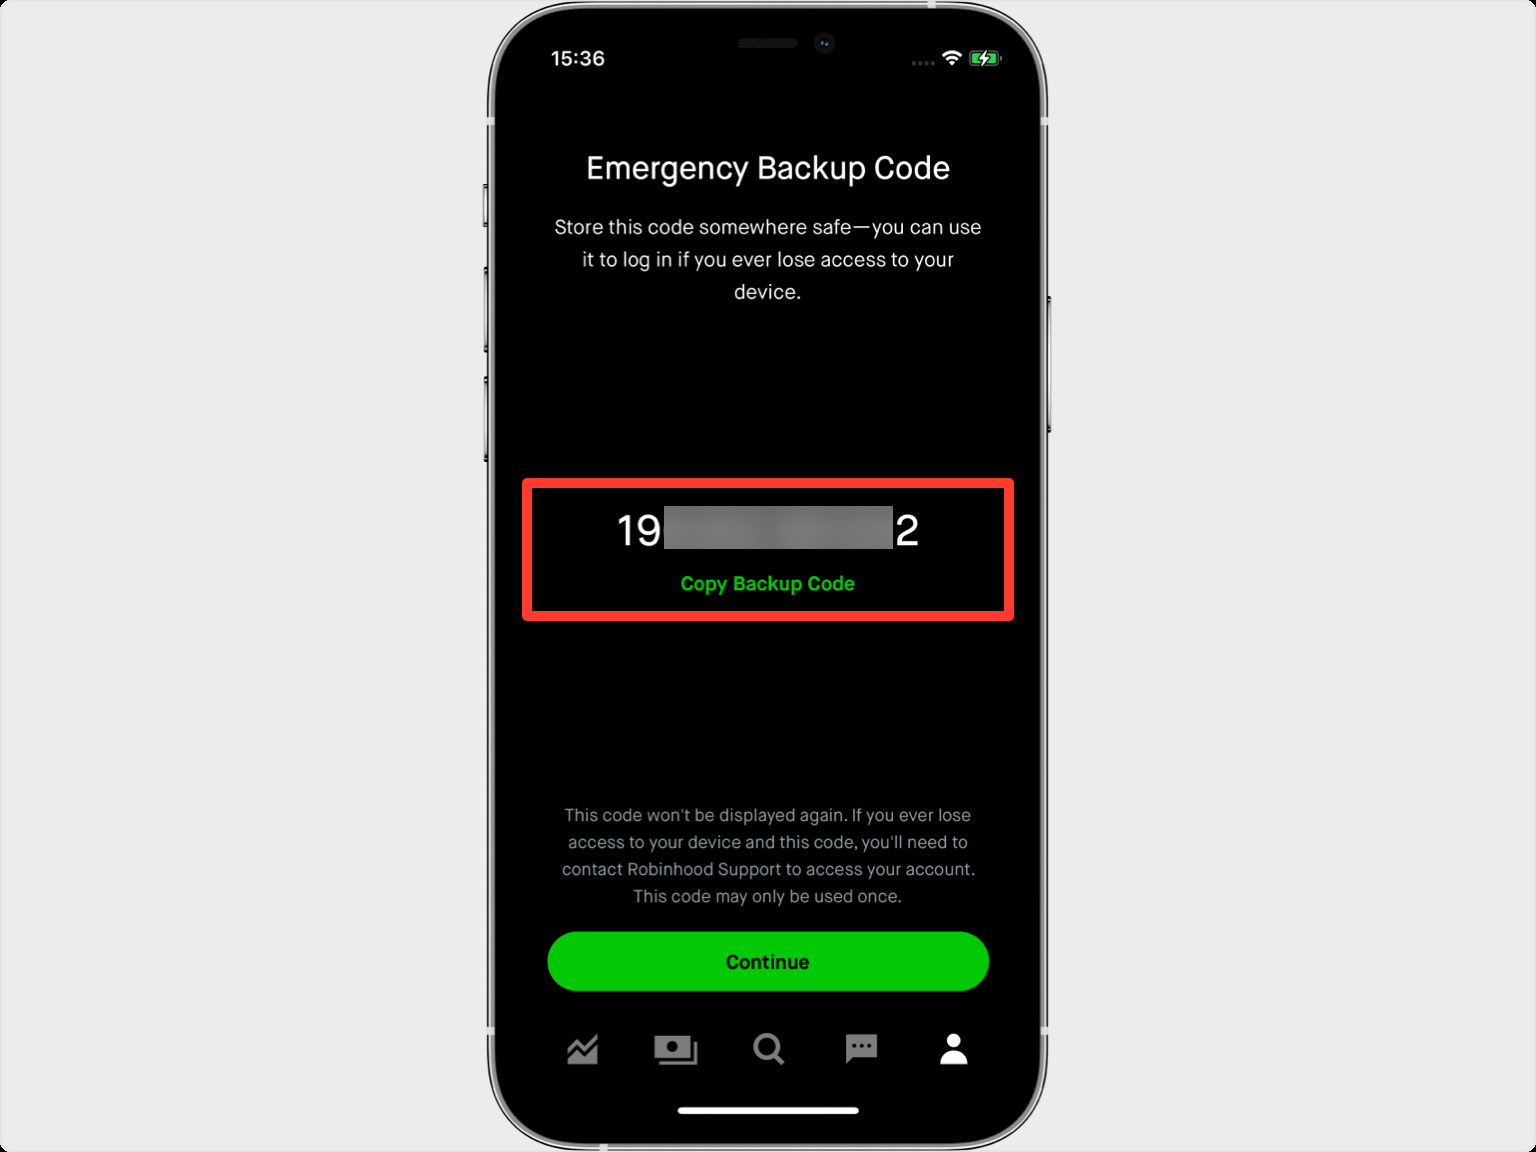 15:36
Emergency Backup Code
Store this code somewhere safe—you can use
it to log in if you ever lose access to your
device.
19 2
Copy Backup Code
This code won't be displayed again. If you ever lose
access to your device and this code, you'll need to
contact Robinhood Support to access your account.
This code may only be used once.
Continue